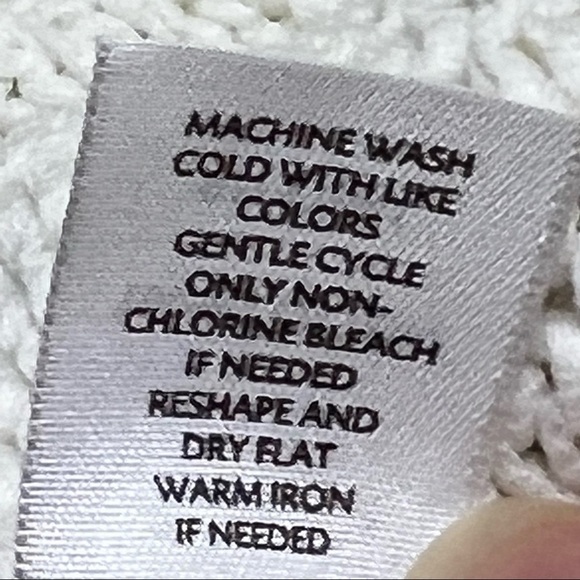 MACHINE WASH
COLD WITH LIKE
COLORS
GENTLE CYCLE
ONLY NON-
CHLORINE BLEACH
IF NEEDED
RESHAPE AND
DRY FLAT
WARM IRON
IF NEEDED